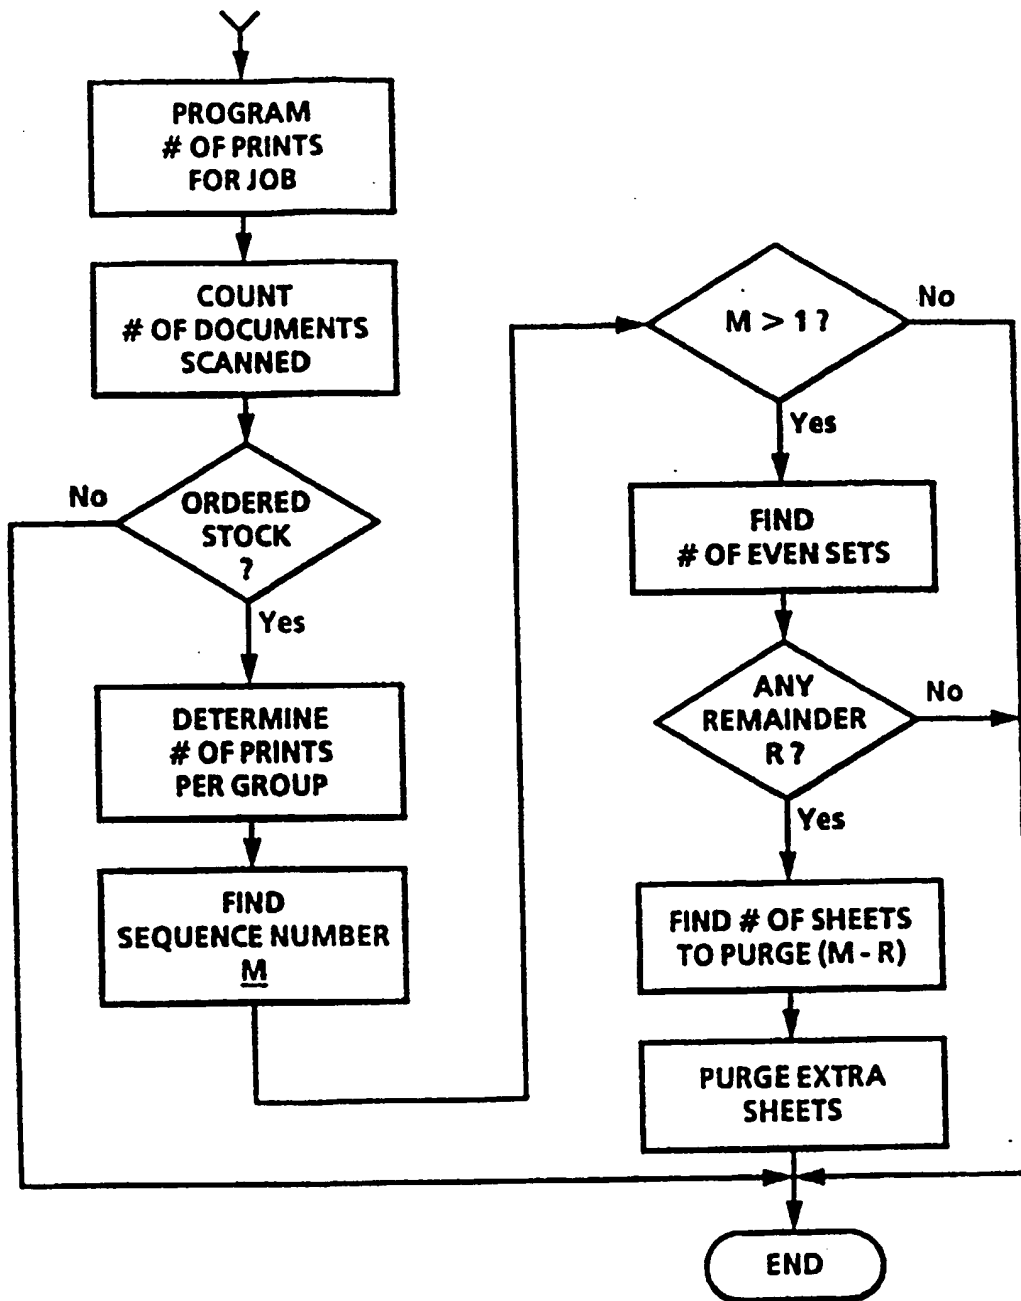 PROGRAM
# OF PRINTS
FOR JOB
COUNT
# OF DOCUMENTS
SCANNED
No
ORDERED
STOCK
?
Yes
DETERMINE
# OF PRINTS
PER GROUP
FIND
SEQUENCE NUMBER
M
M > 1 ?
No
Yes
FIND
# OF EVEN SETS
ANY
REMAINDER
R ?
No
Yes
FIND # OF SHEETS
TO PURGE (M - R)
PURGE EXTRA
SHEETS
END